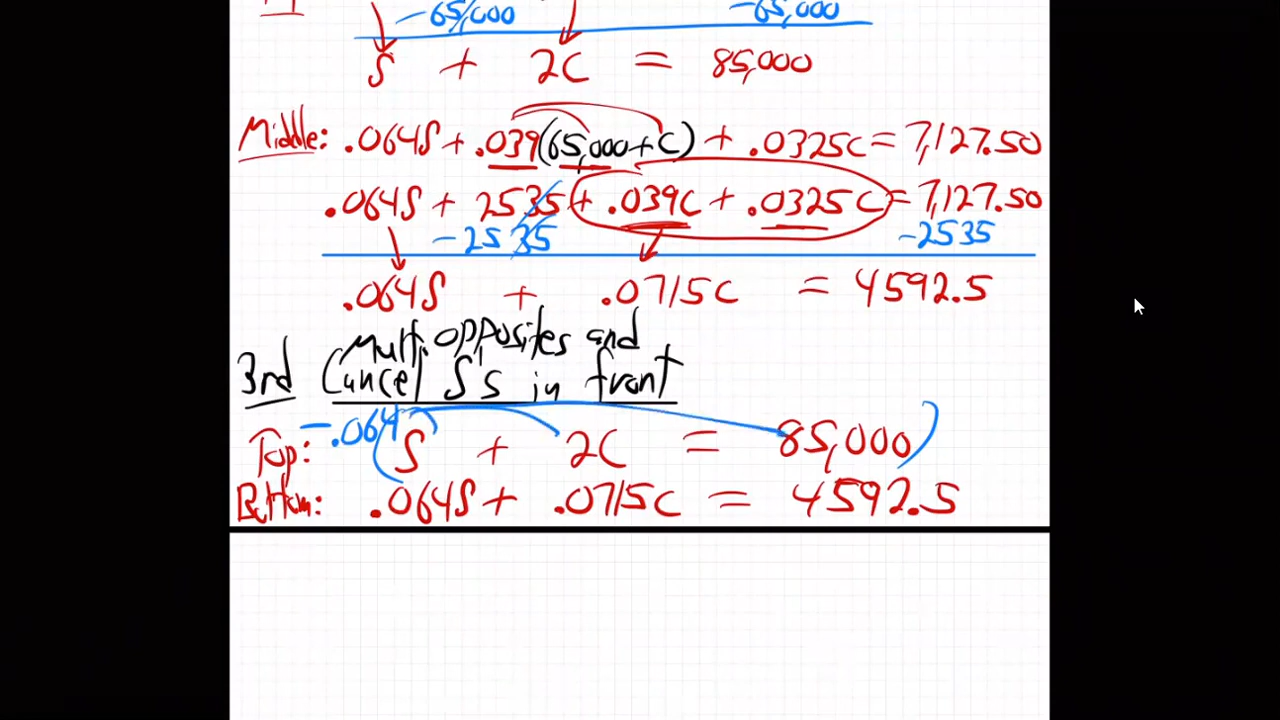 -65,000 -65,000
S + 2C = 85,000
Middle: .064S + .039(65,000+C) + .0325C = 7,127.50
.064S + 2535 + .039C + .0325C = 7,127.50
-2535 -2535
.064S + .0715C = 4592.5
3rd Mult. opposites and
Cancel S's in front
Top: -.064(S + 2C = 85,000)
Bottom: .064S + .0715C = 4592.5